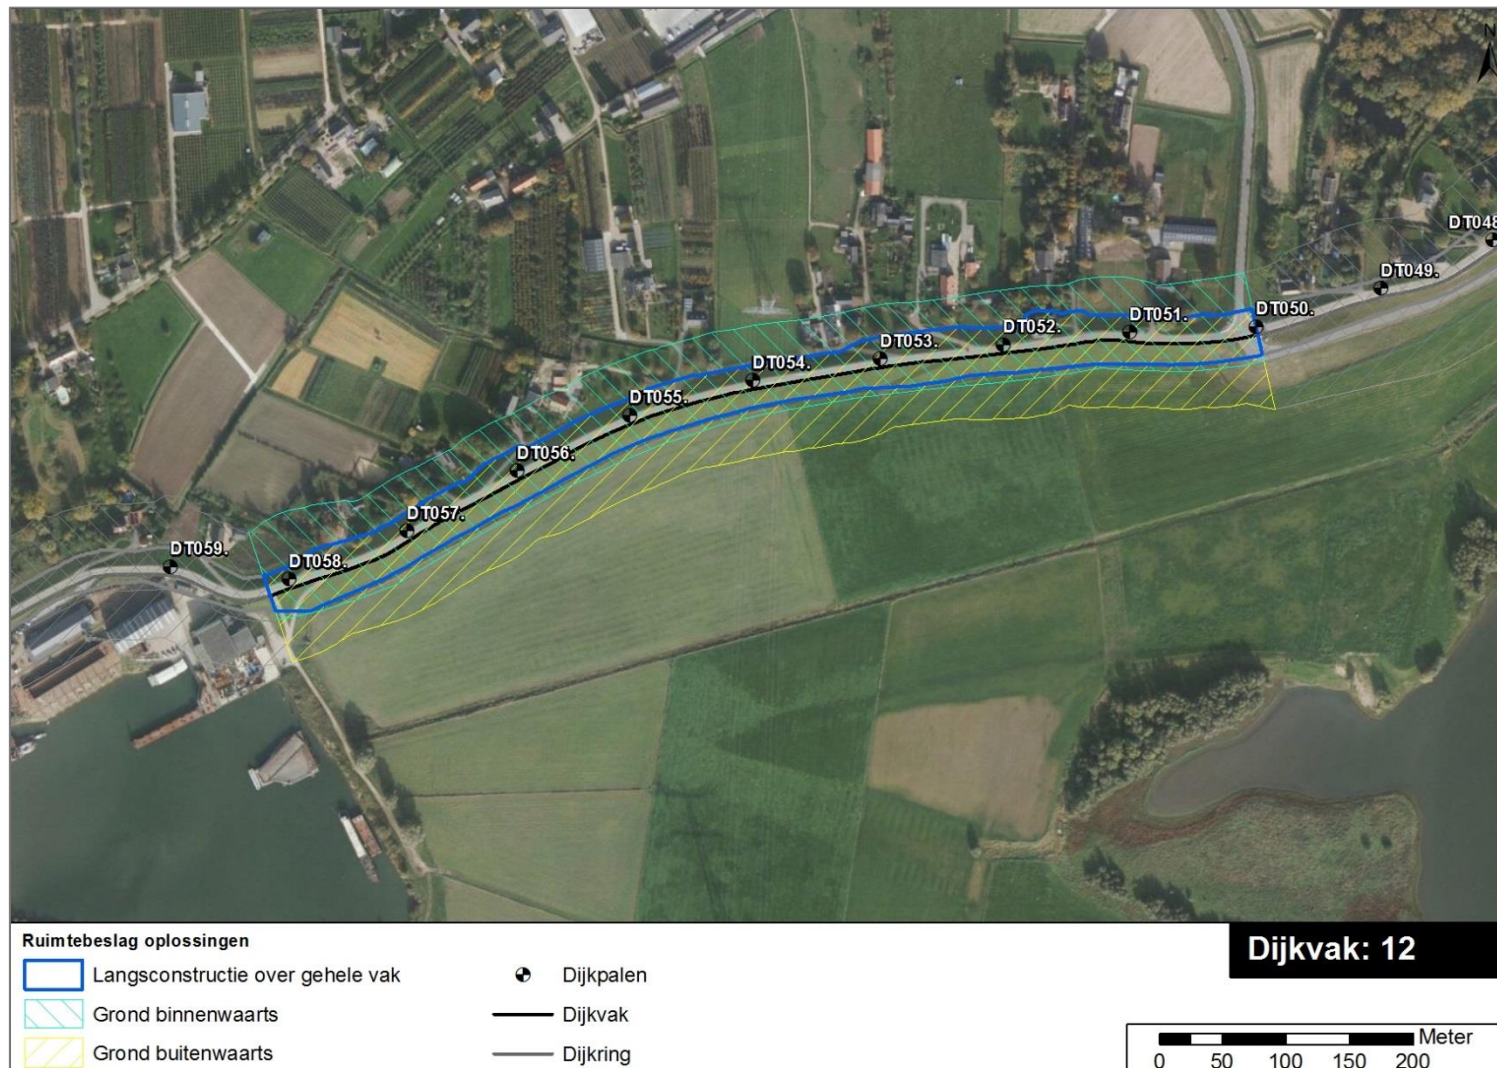 N
DT048
DT049.
DT050.
DT051.
DT052.
DT053.
DT054.
DT055.
DT056.
DT057.
DT058.
DT059.
Ruimtebeslag oplossingen
Langsconstructie over gehele vak
Grond binnenwaarts
Grond buitenwaarts
Dijkpalen
Dijkvak
Dijkring
Dijkvak: 12
Meter
0 50 100 150 200